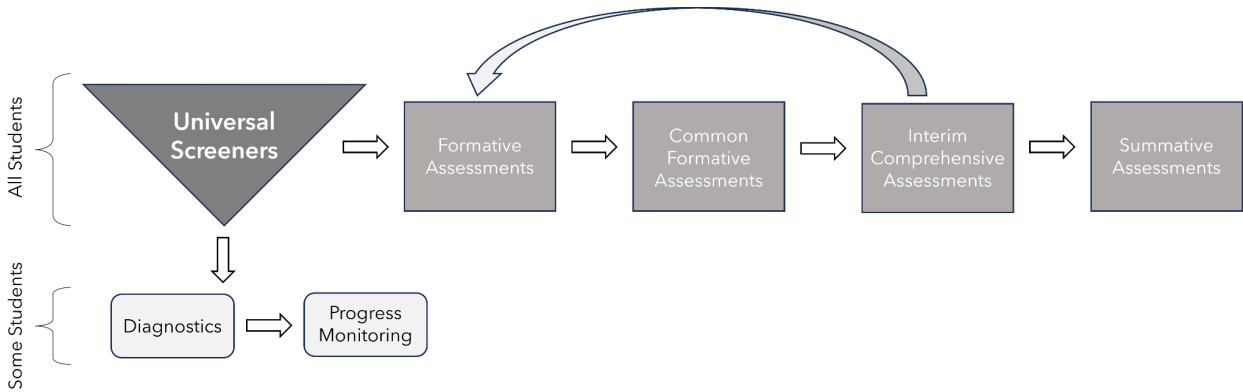 All Students
Universal
Screeners
Formative
Assessments
Common
Formative
Assessments
Interim
Comprehensive
Assessments
Summative
Assessments
Some Students
Diagnostics
Progress
Monitoring